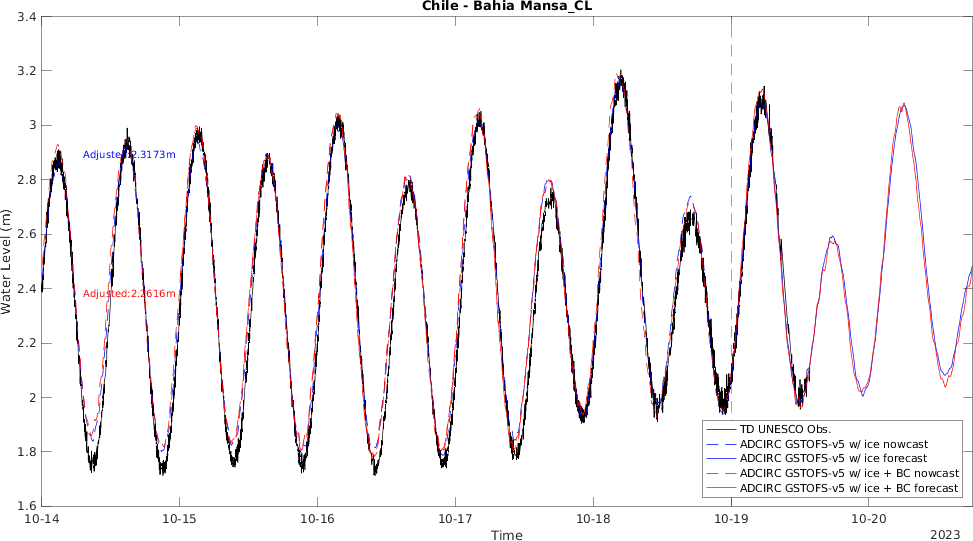 Chile - Bahia Mansa_CL
3.4
3.2
3
2.8
2.6
2.4
2.2
2
1.8
1.6
Water Level (m)
Adjusted:2.3173m
Adjusted:2.2616m
TD UNESCO Obs.
ADCIRC GSTOFS-v5 w/ ice nowcast
ADCIRC GSTOFS-v5 w/ ice forecast
ADCIRC GSTOFS-v5 w/ ice + BC nowcast
ADCIRC GSTOFS-v5 w/ ice + BC forecast
10-14 10-15 10-16 10-17 10-18 10-19 10-20
Time
2023